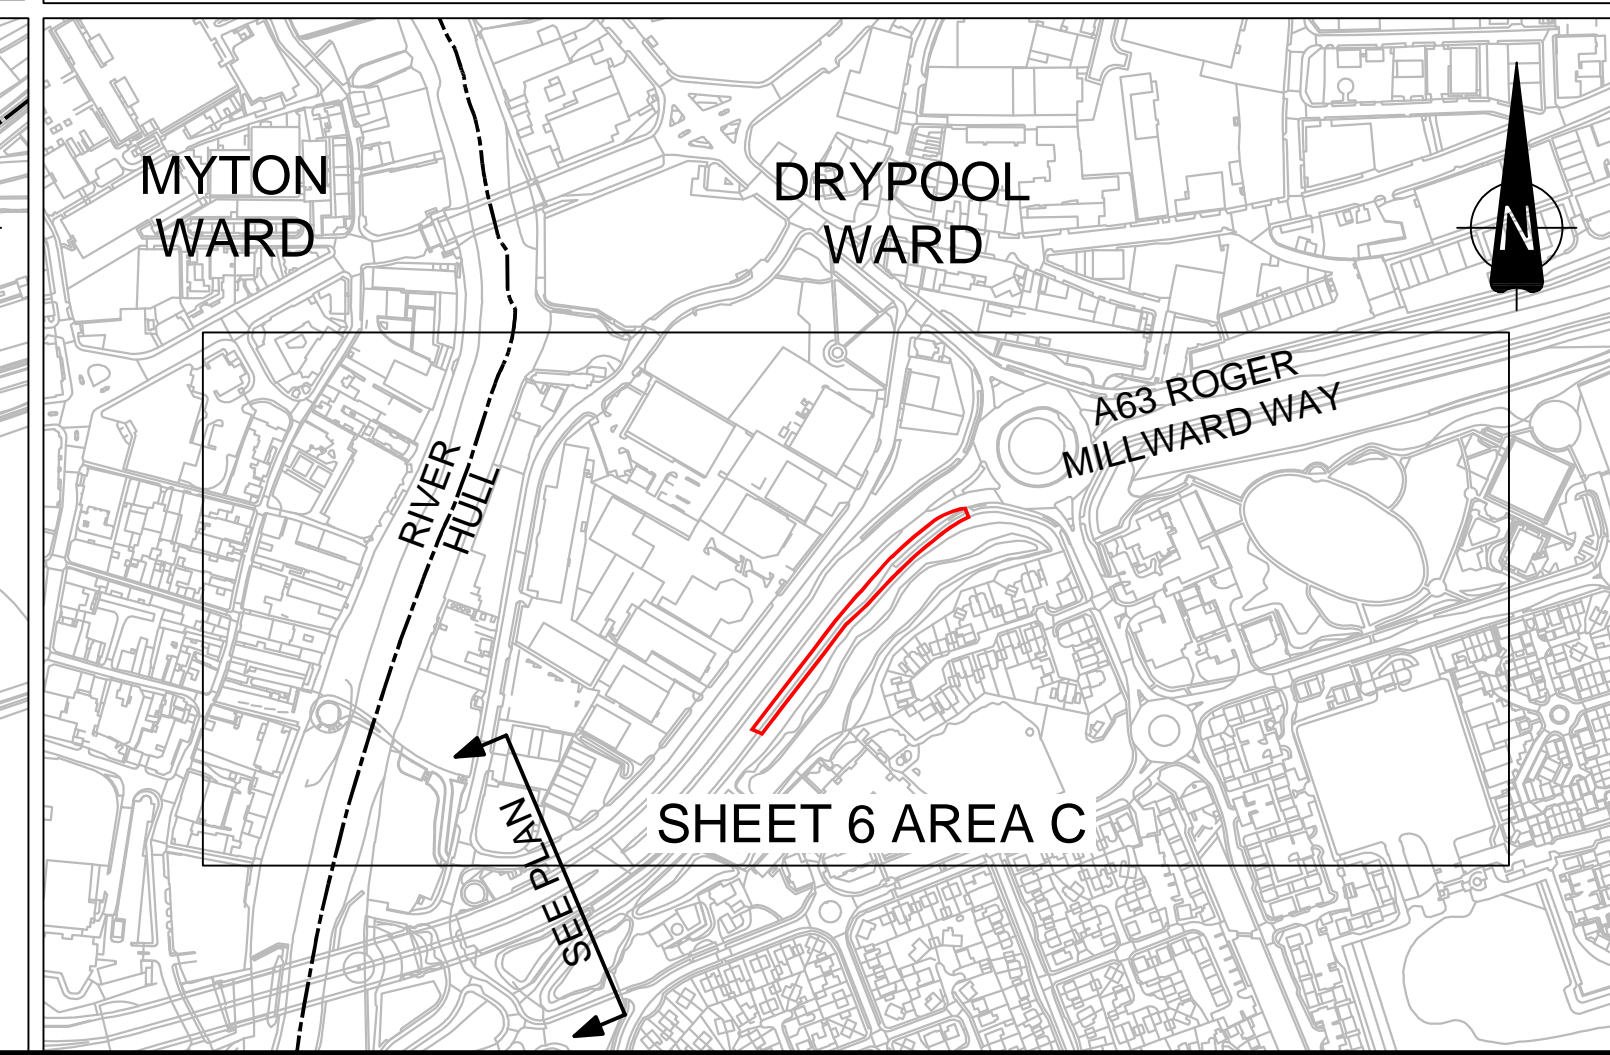 MYTON
WARD
DRYPOOL
WARD
N
A63 ROGER
MILLWARD WAY
RIVER
HULL
SHEET 6 AREA C
SEE PLAN